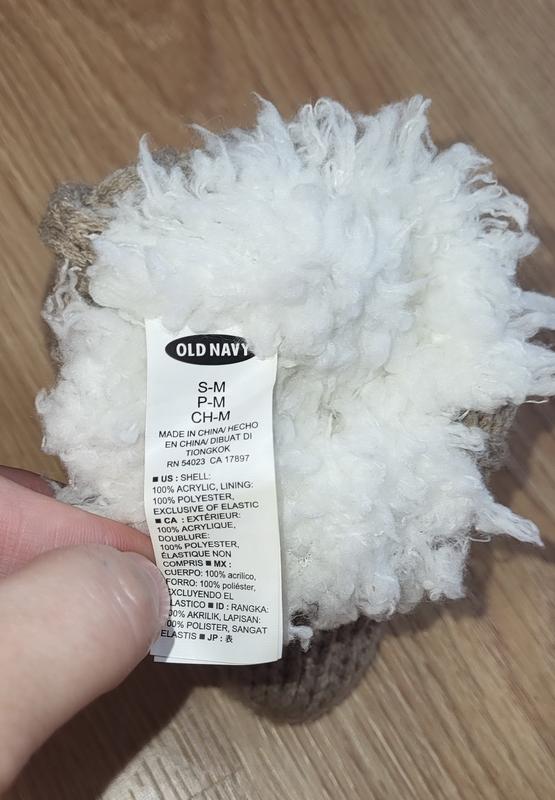 OLD NAVY
S-M
P-M
CH-M
MADE IN CHINA/ HECHO
EN CHINA/ DIBUAT DI
TIONGKOK
RN 54023 CA 17897
■ US : SHELL:
100% ACRYLIC, LINING:
100% POLYESTER,
EXCLUSIVE OF ELASTIC
■ CA : EXTÉRIEUR:
100% ACRYLIQUE,
DOUBLURE:
100% POLYESTER,
ÉLASTIQUE NON
COMPRIS ■ MX :
CUERPO: 100% acrílico,
FORRO: 100% poliéster,
EXCLUYENDO EL
ELASTICO ■ ID : RANGKA:
100% AKRILIK, LAPISAN:
100% POLISTER, SANGAT
ELASTIS ■ JP : 表